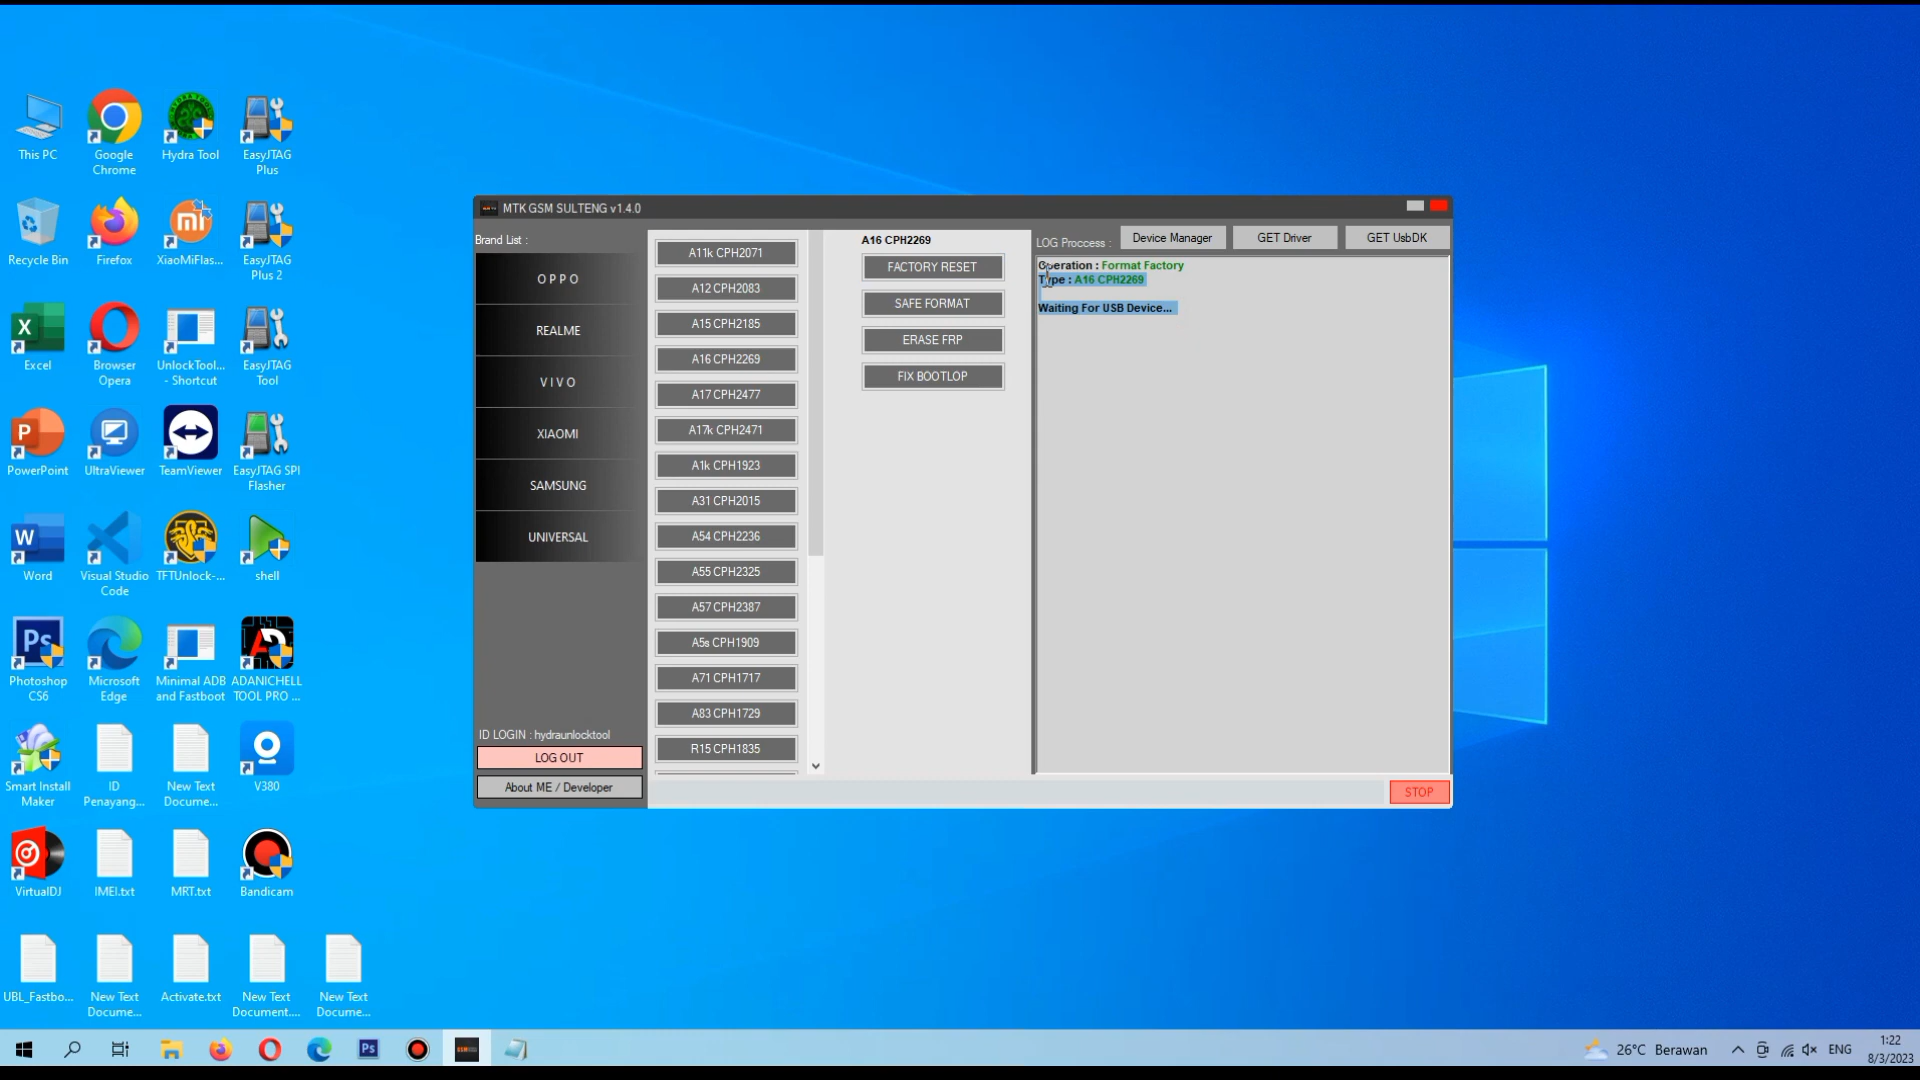 This PC
Google
Chrome
Hydra Tool
EasyJTAG
Plus
Recycle Bin
Firefox
XiaoMiFlas...
EasyJTAG
Plus 2
Excel
Browser
Opera
UnlockTool...
- Shortcut
EasyJTAG
Tool
PowerPoint
UltraViewer
TeamViewer
EasyJTAG SPI
Flasher
Word
Visual Studio
Code
TFTUnlock-...
shell
Photoshop
CS6
Microsoft
Edge
Minimal ADB
and Fastboot
ADANICHELL
TOOL PRO ...
Smart Install
Maker
ID
Penayang...
New Text
Docume...
V380
VirtualDJ
IMEI.txt
MRT.txt
Bandicam
UBL_Fastbo...
New Text
Docume...
Activate.txt
New Text
Document....
New Text
Docume...
MTK GSM SULTENG v1.4.0
Brand List :
OPPO
REALME
VIVO
XIAOMI
SAMSUNG
UNIVERSAL
ID LOGIN : hydraunlocktool
LOG OUT
About ME / Developer
A11k CPH2071
A12 CPH2083
A15 CPH2185
A16 CPH2269
A17 CPH2477
A17k CPH2471
A1k CPH1923
A31 CPH2015
A54 CPH2236
A55 CPH2325
A57 CPH2387
A5s CPH1909
A71 CPH1717
A83 CPH1729
R15 CPH1835
A16 CPH2269
FACTORY RESET
SAFE FORMAT
ERASE FRP
FIX BOOTLOP
LOG Proccess :
Device Manager
GET Driver
GET UsbDK
Operation : Format Factory
Type : A16 CPH2269
Waiting For USB Device...
STOP
26°C Berawan
ENG
1:22
8/3/2023